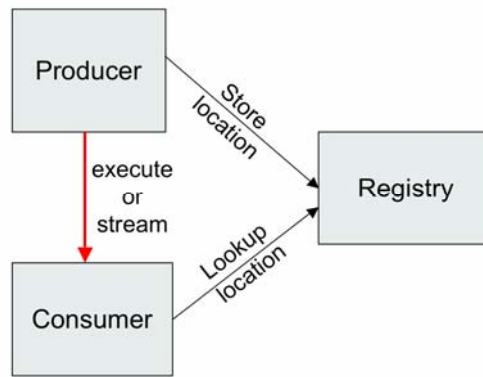 Producer
Store
location
execute
or
stream
Registry
Lookup
location
Consumer